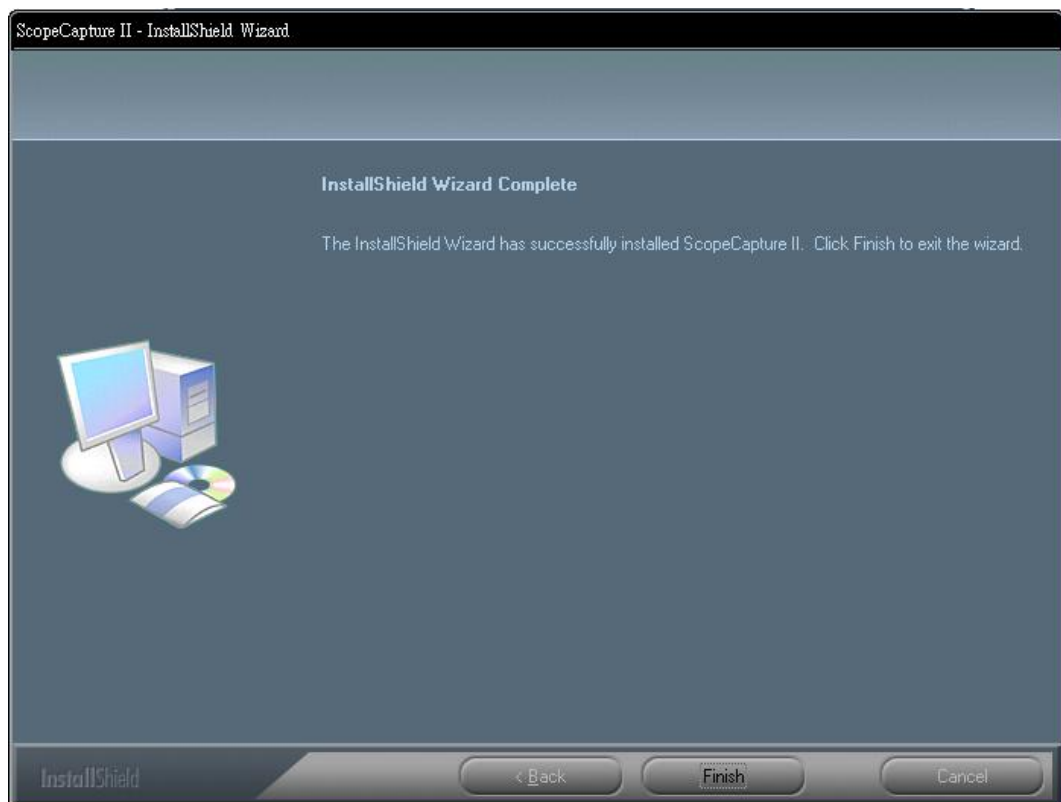 ScopeCapture II - InstallShield Wizard
InstallShield Wizard Complete
The InstallShield Wizard has successfully installed ScopeCapture II. Click Finish to exit the wizard.
InstallShield
< Back
Finish
Cancel